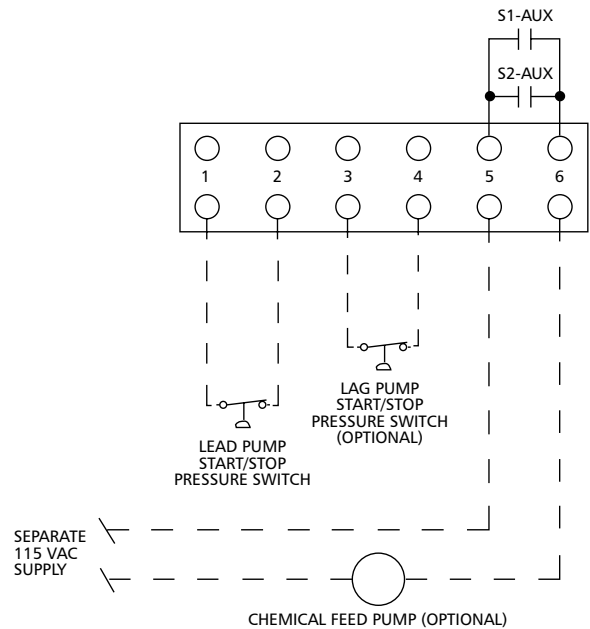 S1-AUX
S2-AUX
1 2 3 4 5 6
LAG PUMP
START/STOP
PRESSURE SWITCH
(OPTIONAL)
LEAD PUMP
START/STOP
PRESSURE SWITCH
SEPARATE
115 VAC
SUPPLY
CHEMICAL FEED PUMP (OPTIONAL)